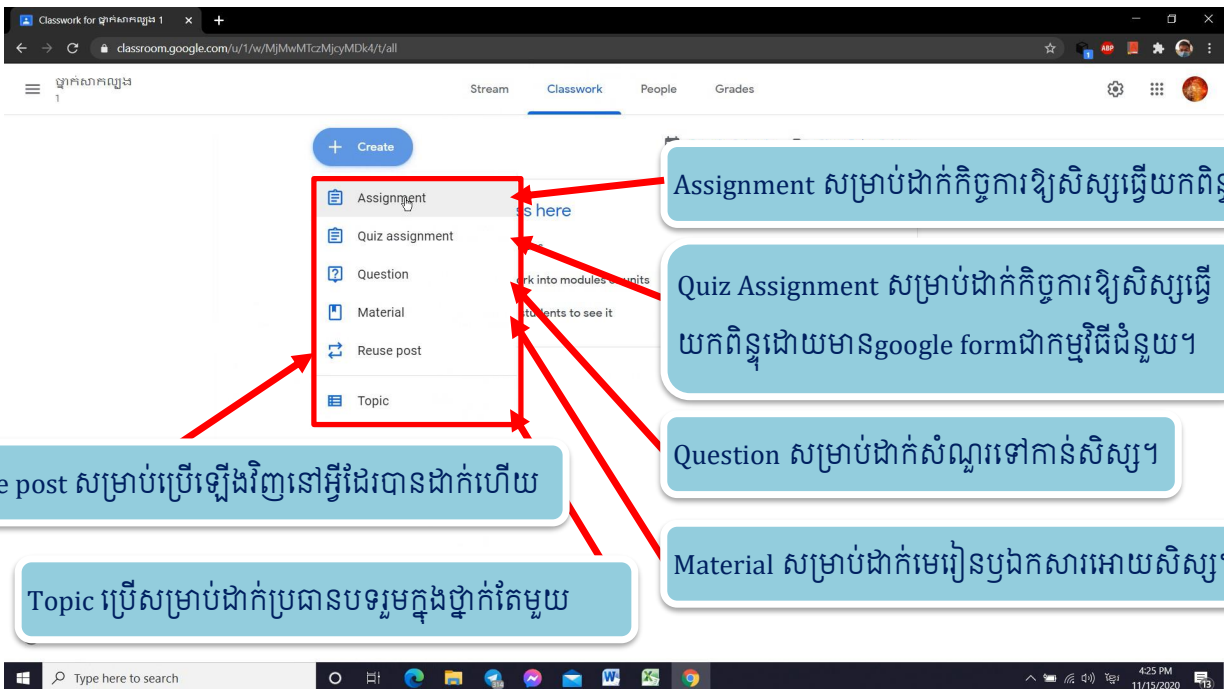 Classwork for ថ្នាក់សាកល្បង 1
classroom.google.com/u/1/w/MjMwMTczMjcyMDk4/t/all
ថ្នាក់សាកល្បង
1
Stream Classwork People Grades
Create
Assignment
Quiz assignment
Question
Material
Reuse post
Topic
ss here
ork into modules or units
students to see it
Assignment សម្រាប់ដាក់កិច្ចការឱ្យសិស្សធ្វើយកពិន្ទុ
Quiz Assignment សម្រាប់ដាក់កិច្ចការឱ្យសិស្សធ្វើ
យកពិន្ទុដោយមានgoogle formជាកម្មវិធីជំនួយ។
Question សម្រាប់ដាក់សំណួរទៅកាន់សិស្ស។
e post សម្រាប់ប្រើឡើងវិញនៅអ្វីដែរបានដាក់ហើយ
Material សម្រាប់ដាក់មេរៀនឫឯកសារអោយសិស្ស។
Topic ប្រើសម្រាប់ដាក់ប្រធានបទរួមក្នុងថ្នាក់តែមួយ
Type here to search
4:25 PM
11/15/2020